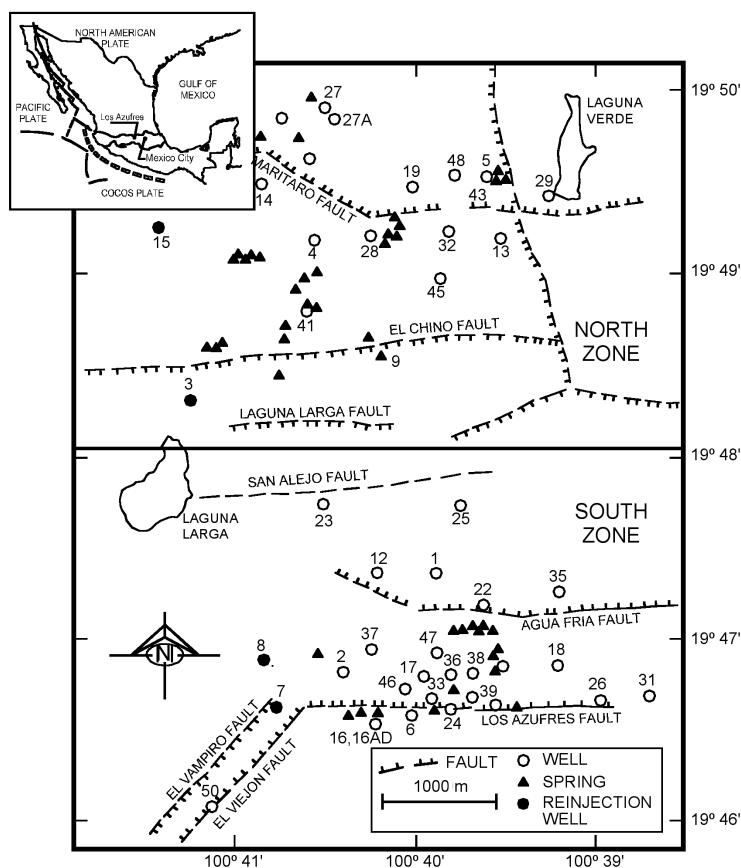 NORTH AMERICAN
PLATE
GULF OF
MEXICO
PACIFIC
PLATE
Los Azufres
Mexico City
COCOS PLATE
27
27A
LAGUNA
VERDE
19º 50'
MARITARO FAULT
14
19
48
5
43
29
15
4
28
32
13
45
19º 49'
41
EL CHINO FAULT
9
NORTH
ZONE
3
LAGUNA LARGA FAULT
19º 48'
SAN ALEJO FAULT
LAGUNA
LARGA
23
25
SOUTH
ZONE
12
1
22
35
AGUA FRIA FAULT
N
8
37
2
47
17
36
38
18
19º 47'
46
33
39
26
31
7
16,16AD
6
24
LOS AZUFRES FAULT
EL VAMPIRO FAULT
EL VIEJON FAULT
50
FAULT
1000 m
WELL
SPRING
REINJECTION
WELL
19º 46'
100º 41'
100º 40'
100º 39'